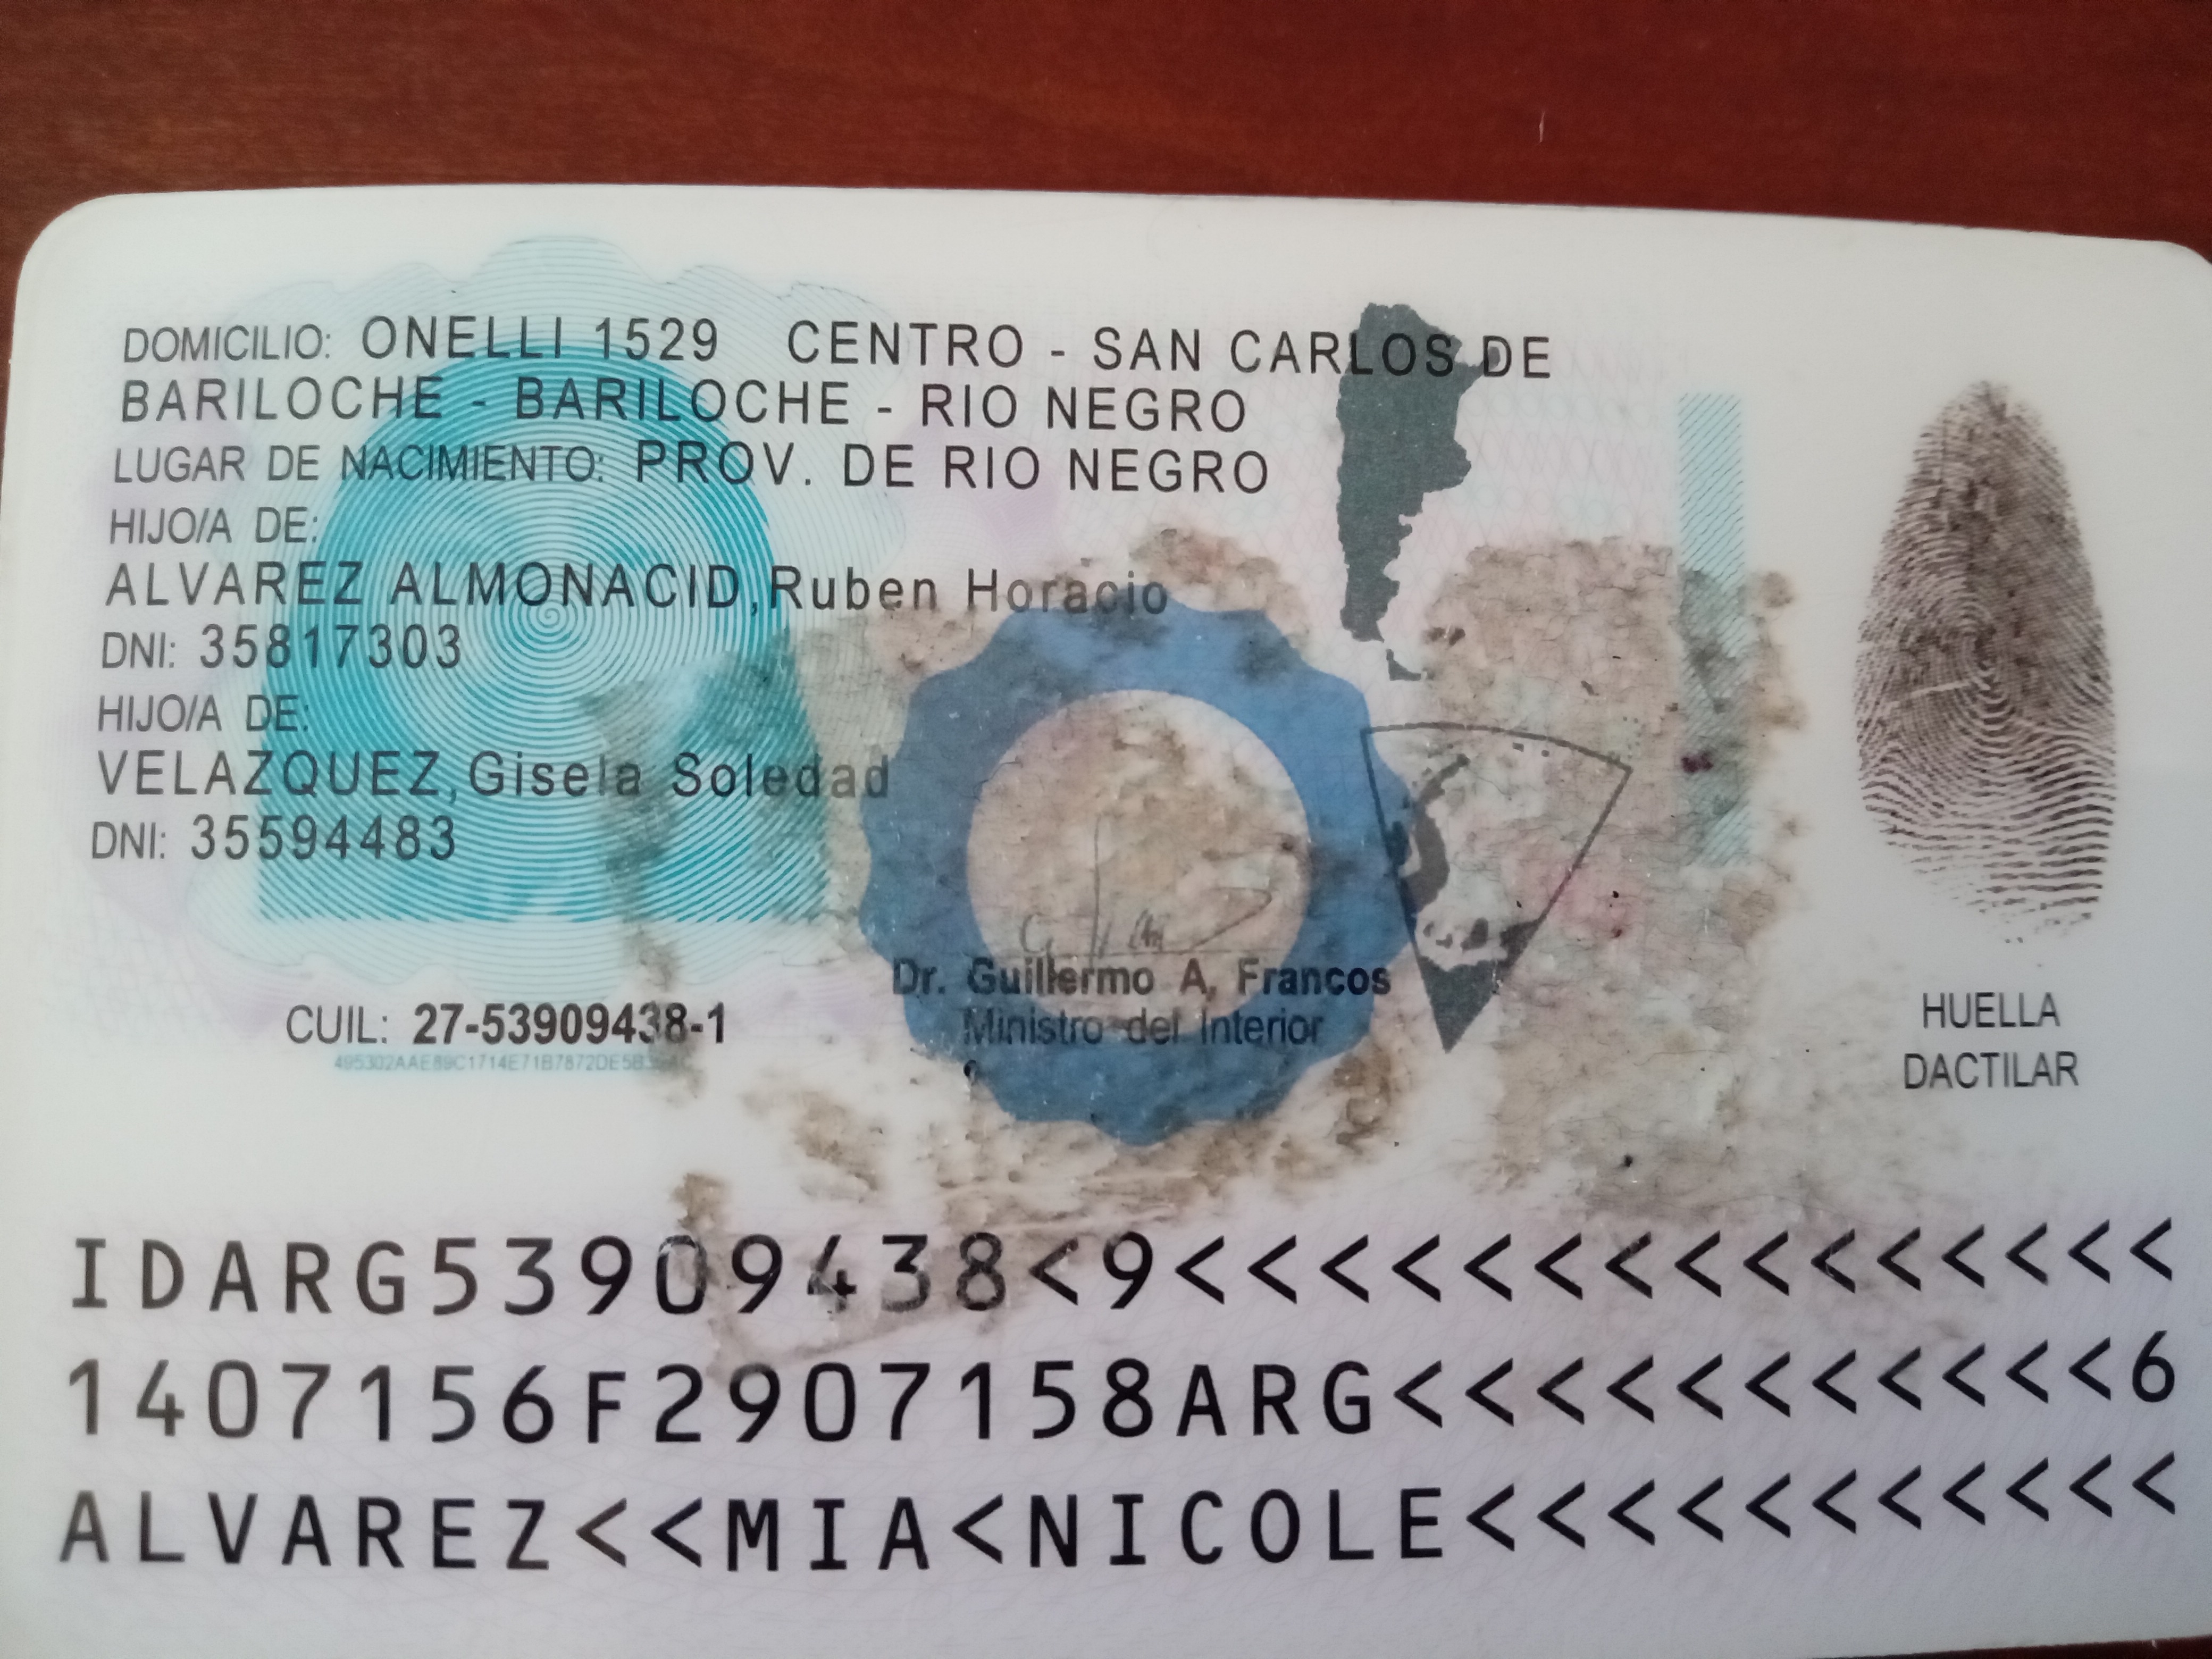 DOMICILIO: ONELLI 1529 CENTRO - SAN CARLOS DE
BARILOCHE - BARILOCHE - RIO NEGRO
LUGAR DE NACIMIENTO: PROV. DE RIO NEGRO
HIJO/A DE:
ALVAREZ ALMONACID,Ruben Horacio
DNI: 35817303
HIJO/A DE:
VELAZQUEZ,Gisela Soledad
DNI: 35594483
Dr. Guillermo A. Francos
Ministro del Interior
CUIL: 27-53909438-1
HUELLA
DACTILAR
IDARG53909438<9<<<<<<<<<<<<<<<
1407156F2907158ARG<<<<<<<<<<<6
ALVAREZ<<MIA<NICOLE<<<<<<<<<<<